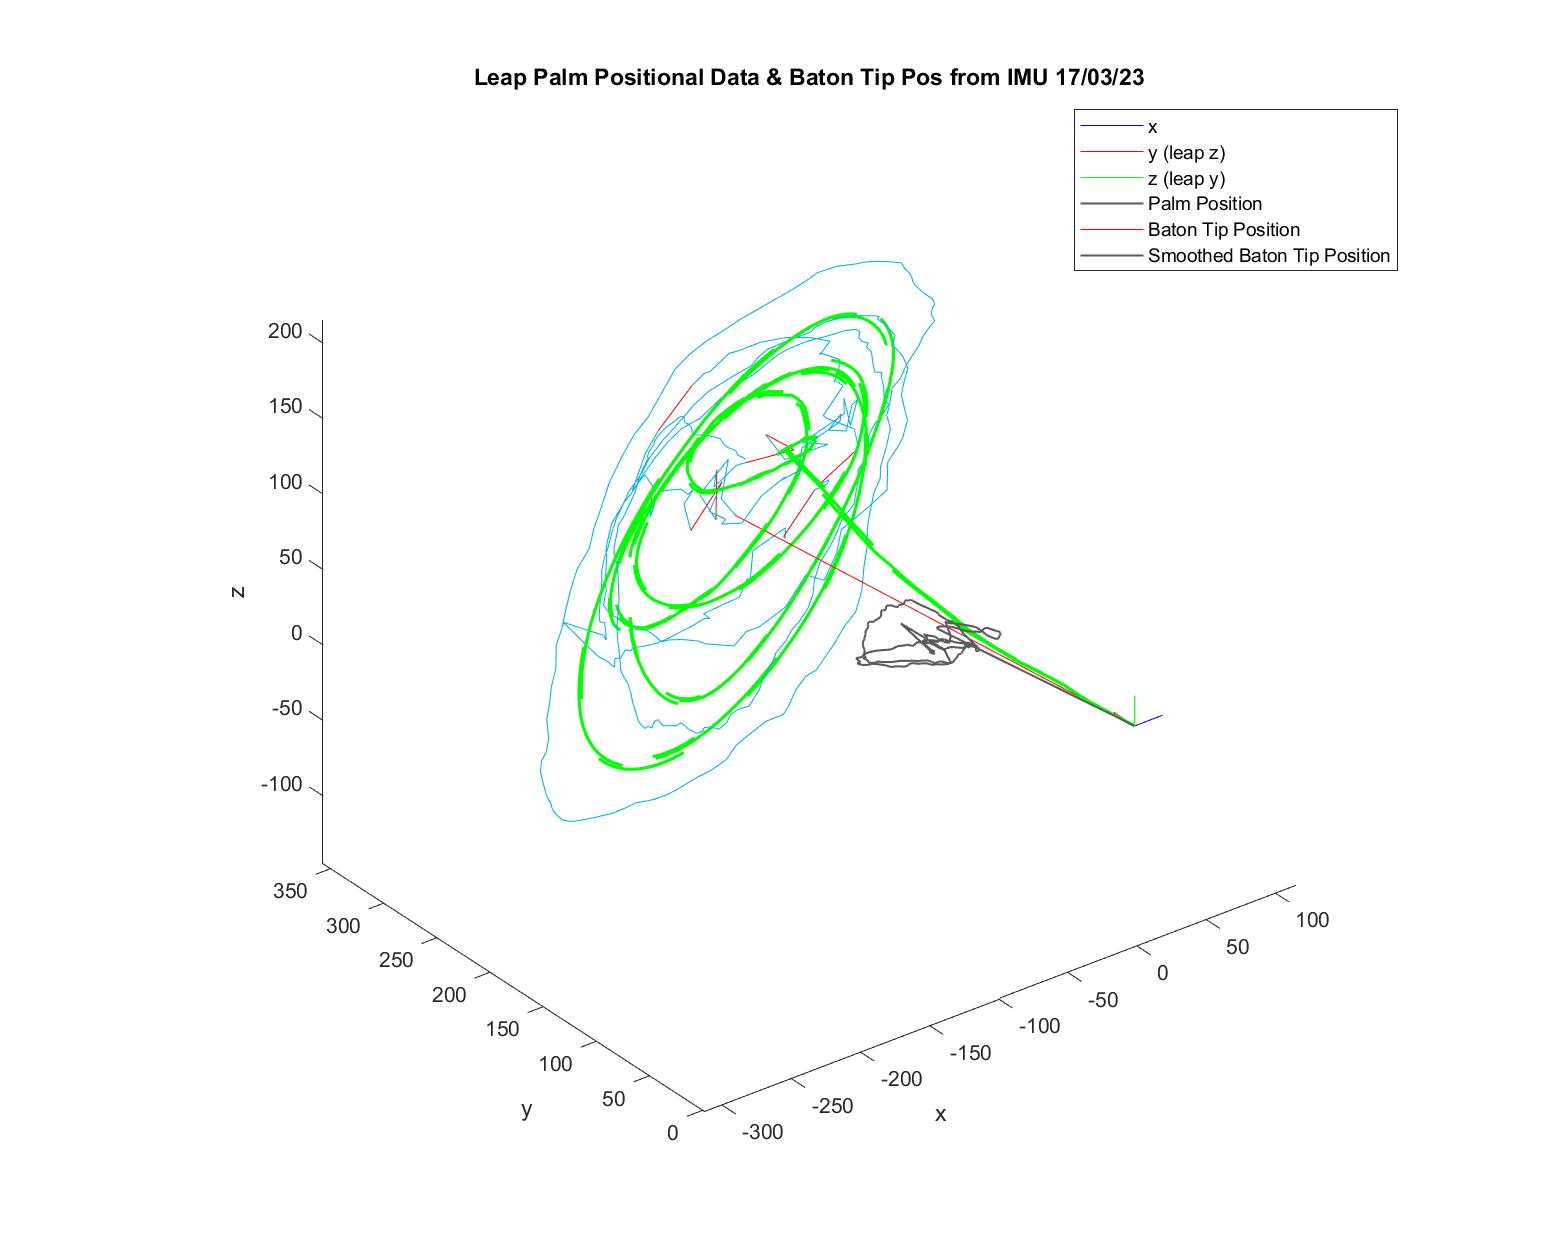 Leap Palm Positional Data & Baton Tip Pos from IMU 17/03/23
x
y (leap z)
z (leap y)
Palm Position
Baton Tip Position
Smoothed Baton Tip Position
200
150
100
50
0
-50
-100
z
350
300
250
200
150
100
50
0
y
-300
-250
-200
-150
-100
-50
0
50
100
x